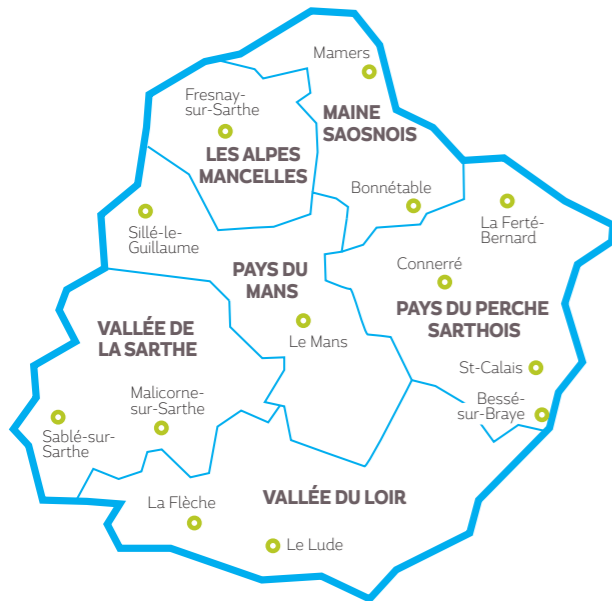 Mamers
Fresnay-
sur-Sarthe
MAINE
SAOSNOIS
LES ALPES
MANCELLES
Bonnétable
La Ferté-
Bernard
Sillé-le-
Guillaume
PAYS DU
MANS
Connerré
PAYS DU PERCHE
SARTHOIS
VALLÉE DE
LA SARTHE
Le Mans
St-Calais
Bessé-
sur-Braye
Malicorne-
sur-Sarthe
Sablé-sur-
Sarthe
La Flèche
VALLÉE DU LOIR
Le Lude